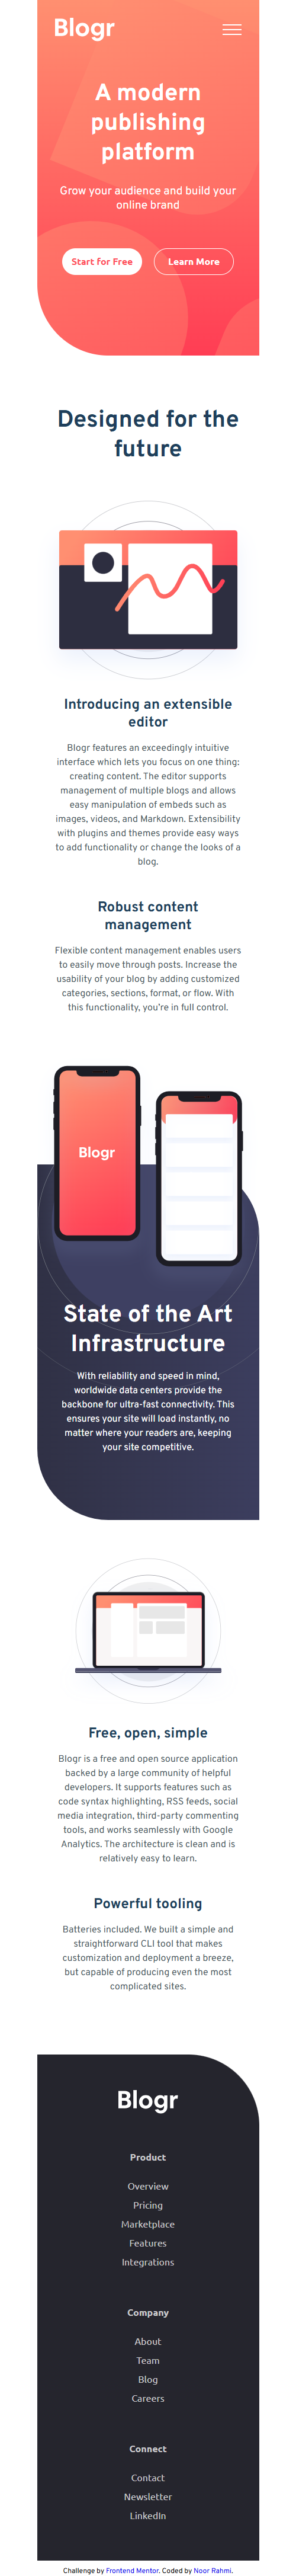 Blogr
A modern
publishing
platform
Grow your audience and build your
online brand
Start for Free
Learn More
Designed for the
future
Introducing an extensible
editor
Blogr features an exceedingly intuitive
interface which lets you focus on one thing:
creating content. The editor supports
management of multiple blogs and allows
easy manipulation of embeds such as
images, videos, and Markdown. Extensibility
with plugins and themes provide easy ways
to add functionality or change the looks of a
blog.
Robust content
management
Flexible content management enables users
to easily move through posts. Increase the
usability of your blog by adding customized
categories, sections, format, or flow. With
this functionality, you're in full control.
Blogr
State of the Art
Infrastructure
With reliability and speed in mind,
worldwide data centers provide the
backbone for ultra-fast connectivity. This
ensures your site will load instantly, no
matter where your readers are, keeping
your site competitive.
Free, open, simple
Blogr is a free and open source application
backed by a large community of helpful
developers. It supports features such as
code syntax highlighting, RSS feeds, social
media integration, third-party commenting
tools, and works seamlessly with Google
Analytics. The architecture is clean and is
relatively easy to learn.
Powerful tooling
Batteries included. We built a simple and
straightforward CLI tool that makes
customization and deployment a breeze,
but capable of producing even the most
complicated sites.
Blogr
Product
Overview
Pricing
Marketplace
Features
Integrations
Company
About
Team
Blog
Careers
Connect
Contact
Newsletter
LinkedIn
Challenge by Frontend Mentor. Coded by Noor Rahmi.